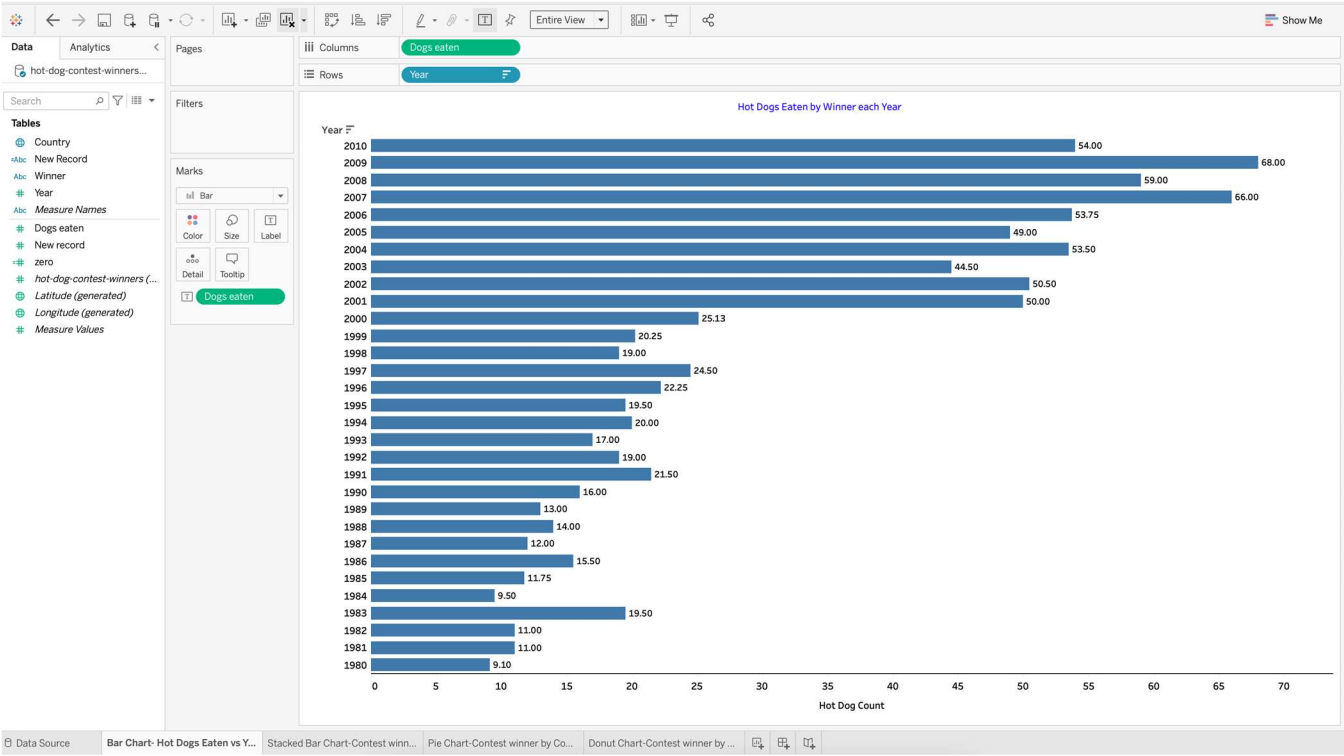 Entire View
Show Me
Data Analytics
Pages
Columns Dogs eaten
hot-dog-contest-winners...
Rows Year
Search
Filters
Hot Dogs Eaten by Winner each Year
Tables
Country
=Abc New Record
Abc Winner
# Year
Abc Measure Names
# Dogs eaten
# New record
=# zero
# hot-dog-contest-winners (...
Latitude (generated)
Longitude (generated)
# Measure Values
Marks
Bar
Color Size Label
Detail Tooltip
T Dogs eaten
Year
2010 54.00
2009 68.00
2008 59.00
2007 66.00
2006 53.75
2005 49.00
2004 53.50
2003 44.50
2002 50.50
2001 50.00
2000 25.13
1999 20.25
1998 19.00
1997 24.50
1996 22.25
1995 19.50
1994 20.00
1993 17.00
1992 19.00
1991 21.50
1990 16.00
1989 13.00
1988 14.00
1987 12.00
1986 15.50
1985 11.75
1984 9.50
1983 19.50
1982 11.00
1981 11.00
1980 9.10
0 5 10 15 20 25 30 35 40 45 50 55 60 65 70
Hot Dog Count
Data Source Bar Chart- Hot Dogs Eaten vs Y... Stacked Bar Chart-Contest winn... Pie Chart-Contest winner by Co... Donut Chart-Contest winner by ...